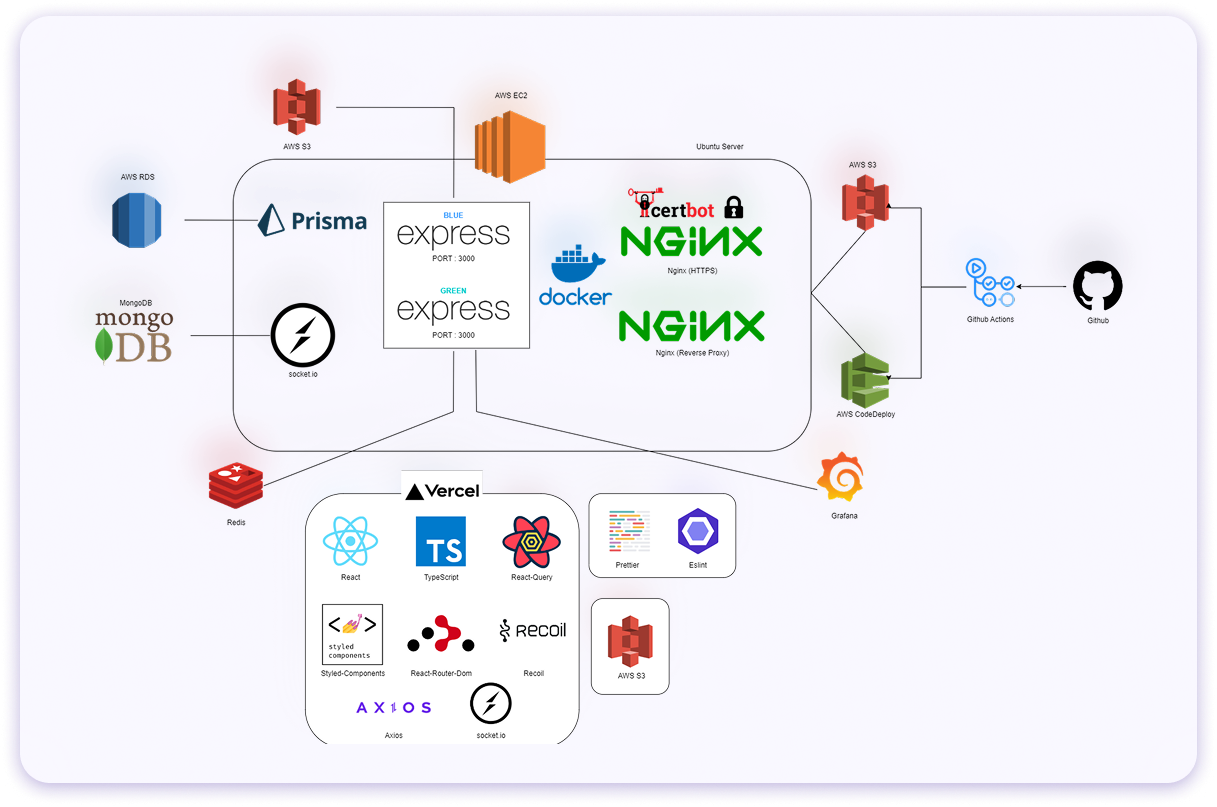 AWS S3
AWS EC2
Ubuntu Server
AWS S3
AWS RDS
Prisma
BLUE
express
PORT : 3000
GREEN
express
PORT : 3000
docker
certbot
NGiNX
Nginx (HTTPS)
NGiNX
Nginx (Reverse Proxy)
MongoDB
mongo
DB
socket.io
Github Actions
Github
AWS CodeDeploy
Redis
Grafana
Vercel
React
TS
TypeScript
React-Query
Prettier
Eslint
styled
components
Styled-Components
React-Router-Dom
RECOIL
Recoil
AWS S3
AXIOS
Axios
socket.io